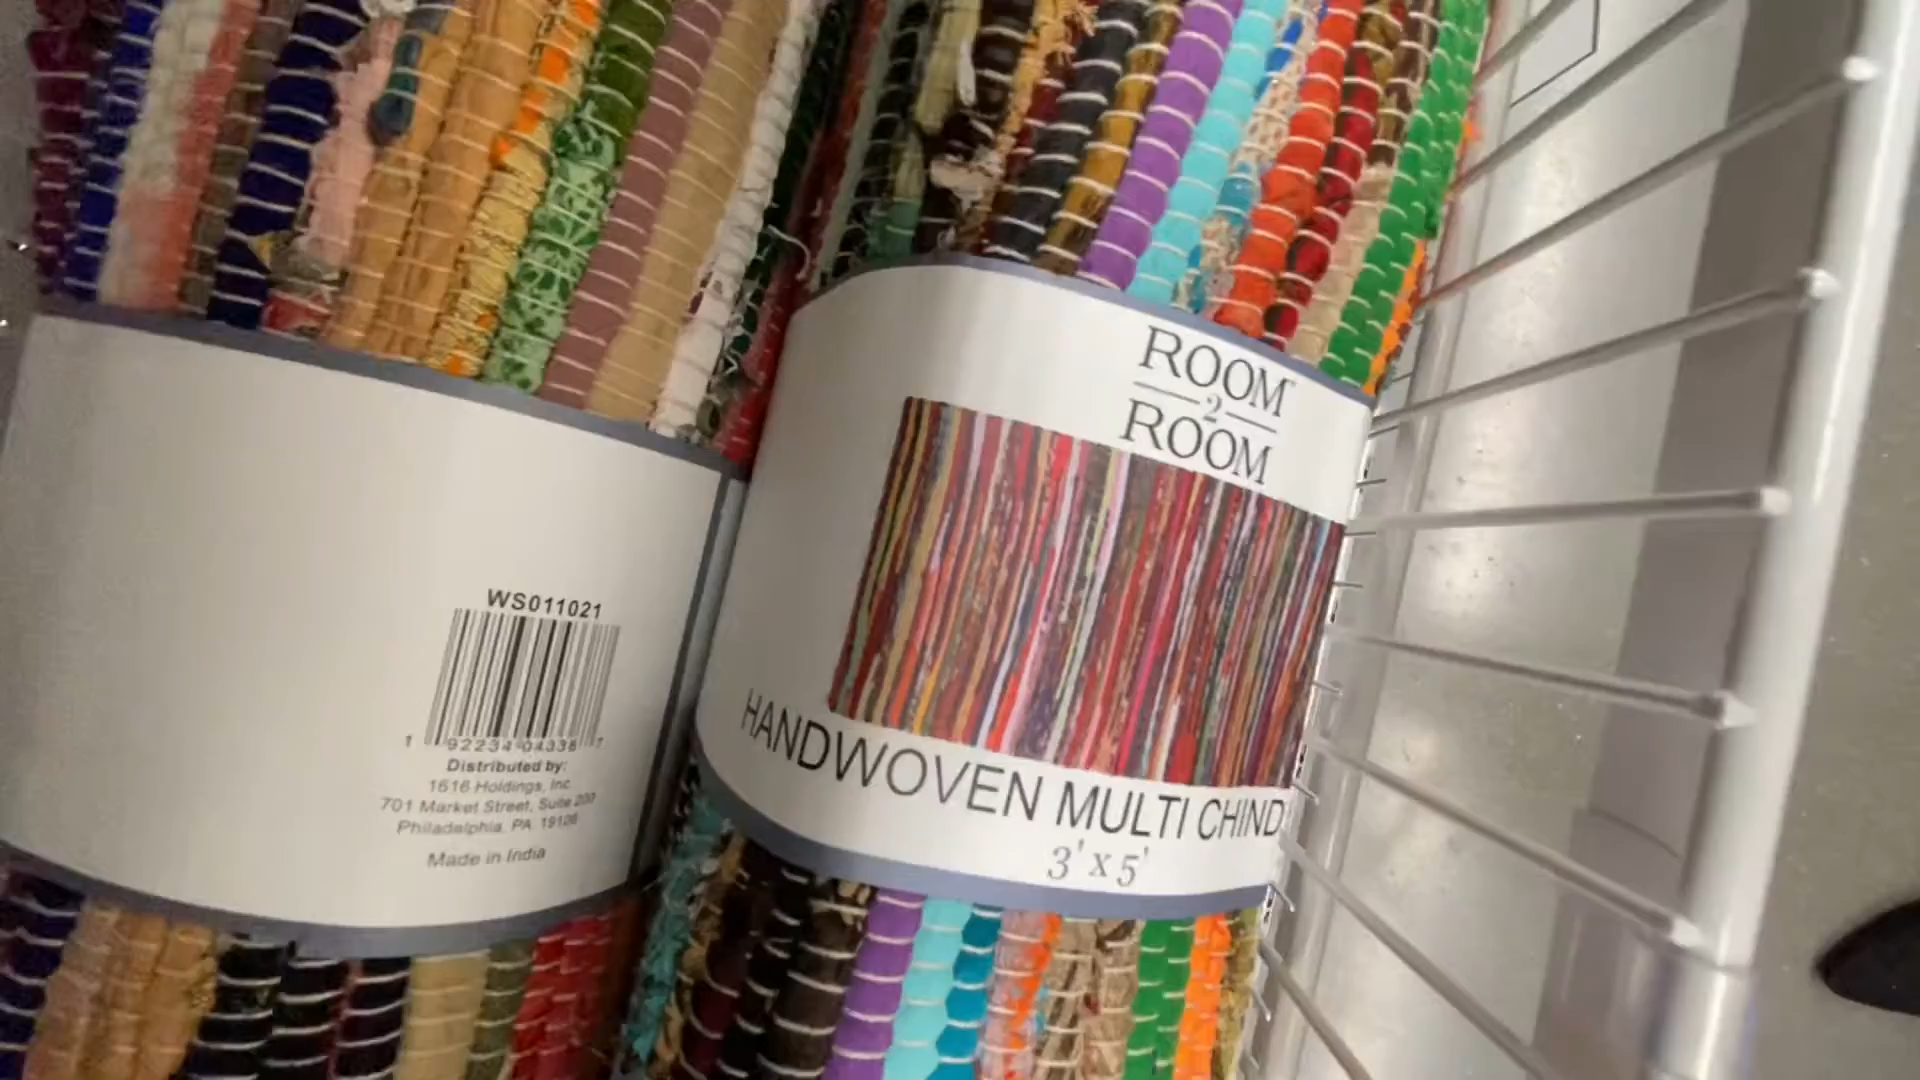 WS011021
1 92234 04338 7
Distributed by:
1616 Holdings, Inc
701 Market Street, Suite 200
Philadelphia, PA 19106
Made in India
ROOM
2
ROOM
HANDWOVEN MULTI CHIND
3' x 5'